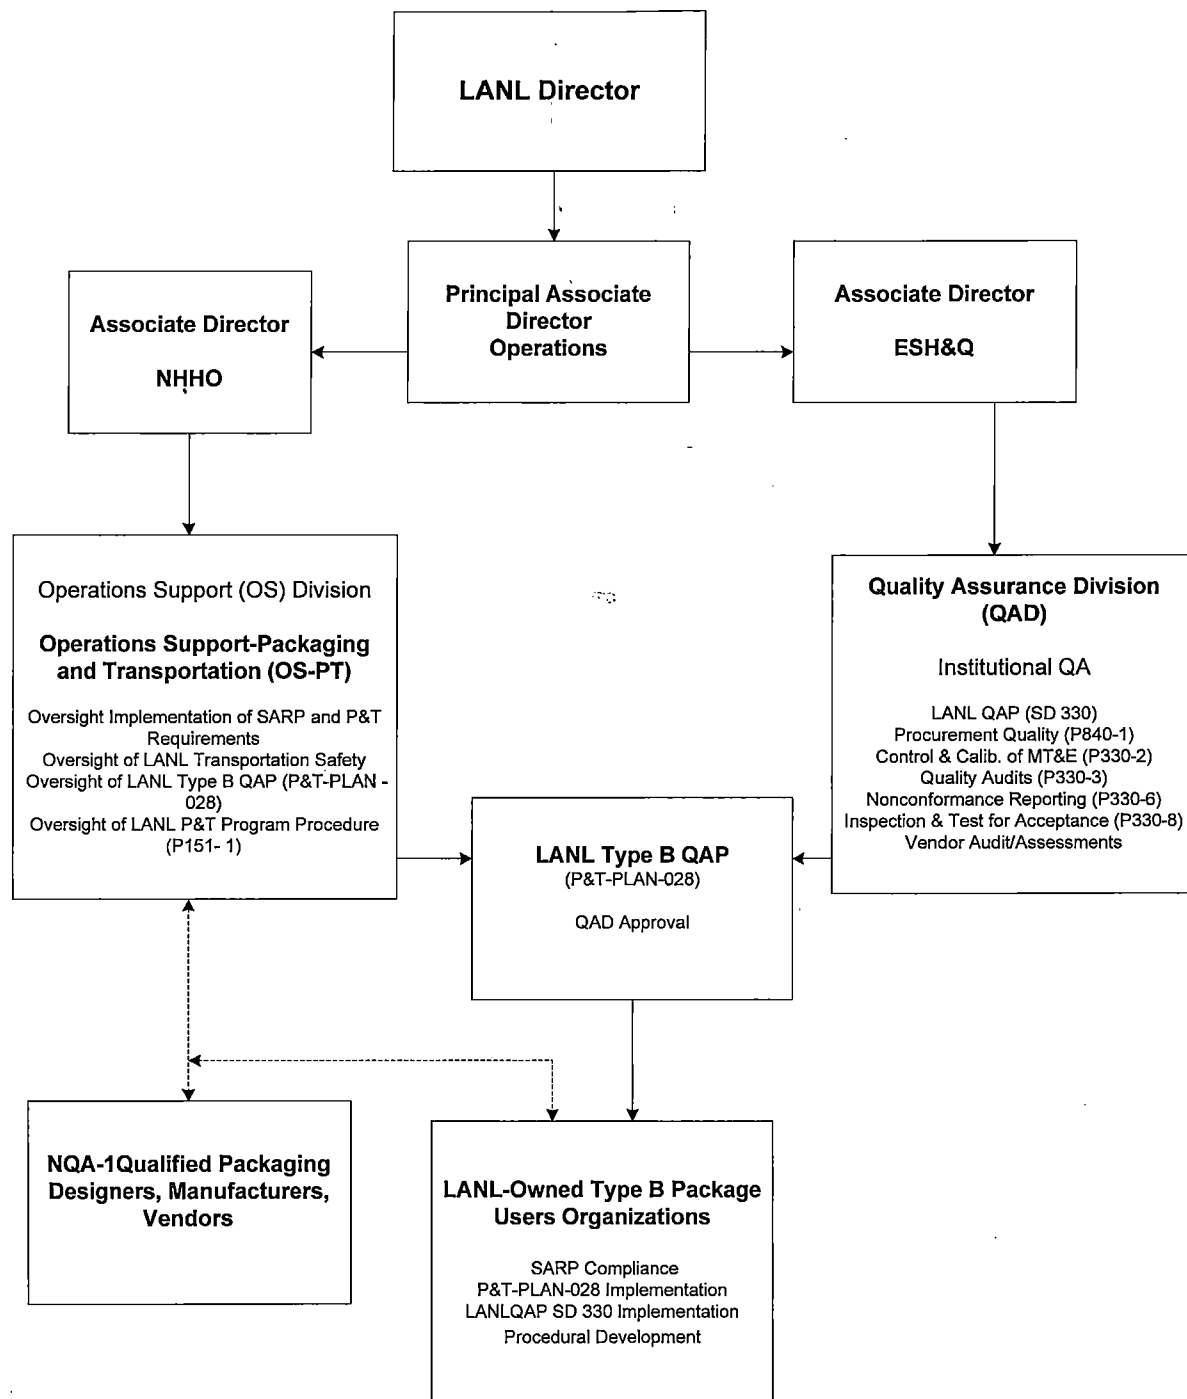 LANL Director
Principal Associate
Director
Operations
Associate Director
NHHO
Associate Director
ESH&Q
Operations Support (OS) Division
Operations Support-Packaging
and Transportation (OS-PT)
Oversight Implementation of SARP and P&T
Requirements
Oversight of LANL Transportation Safety
Oversight of LANL Type B QAP (P&T-PLAN -
028)
Oversight of LANL P&T Program Procedure
(P151- 1)
Quality Assurance Division
(QAD)
Institutional QA
LANL QAP (SD 330)
Procurement Quality (P840-1)
Control & Calib. of MT&E (P330-2)
Quality Audits (P330-3)
Nonconformance Reporting (P330-6)
Inspection & Test for Acceptance (P330-8)
Vendor Audit/Assessments
LANL Type B QAP
(P&T-PLAN-028)
QAD Approval
NQA-1Qualified Packaging
Designers, Manufacturers,
Vendors
LANL-Owned Type B Package
Users Organizations
SARP Compliance
P&T-PLAN-028 Implementation
LANLQAP SD 330 Implementation
Procedural Development